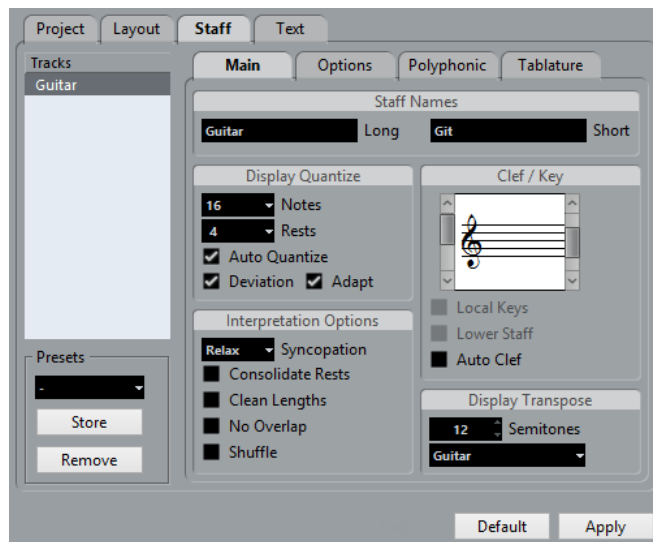 Project Layout Staff Text
Tracks
Guitar
Main Options Polyphonic Tablature
Staff Names
Guitar Long Git Short
Display Quantize
16 Notes
4 Rests
Auto Quantize
Deviation Adapt
Clef / Key
Local Keys
Lower Staff
Auto Clef
Interpretation Options
Relax Syncopation
Consolidate Rests
Clean Lengths
No Overlap
Shuffle
Display Transpose
12 Semitones
Guitar
Presets
-
Store
Remove
Default Apply